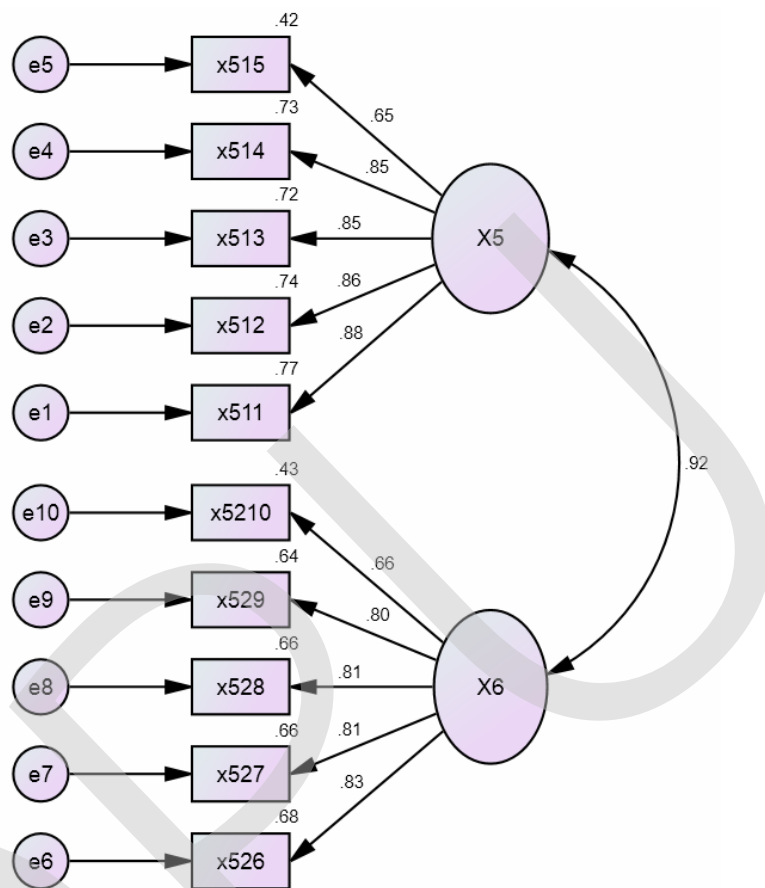 .42
e5 x515
.65
.73
e4 x514
.85
.72
e3 x513 .85 X5
.74
e2 x512 .86
.88
.77
e1 x511
.92
.43
e10 x5210
.66
.64
e9 x529
.80
.66
e8 x528 .81 X6
.66
e7 x527 .81
.83
.68
e6 x526